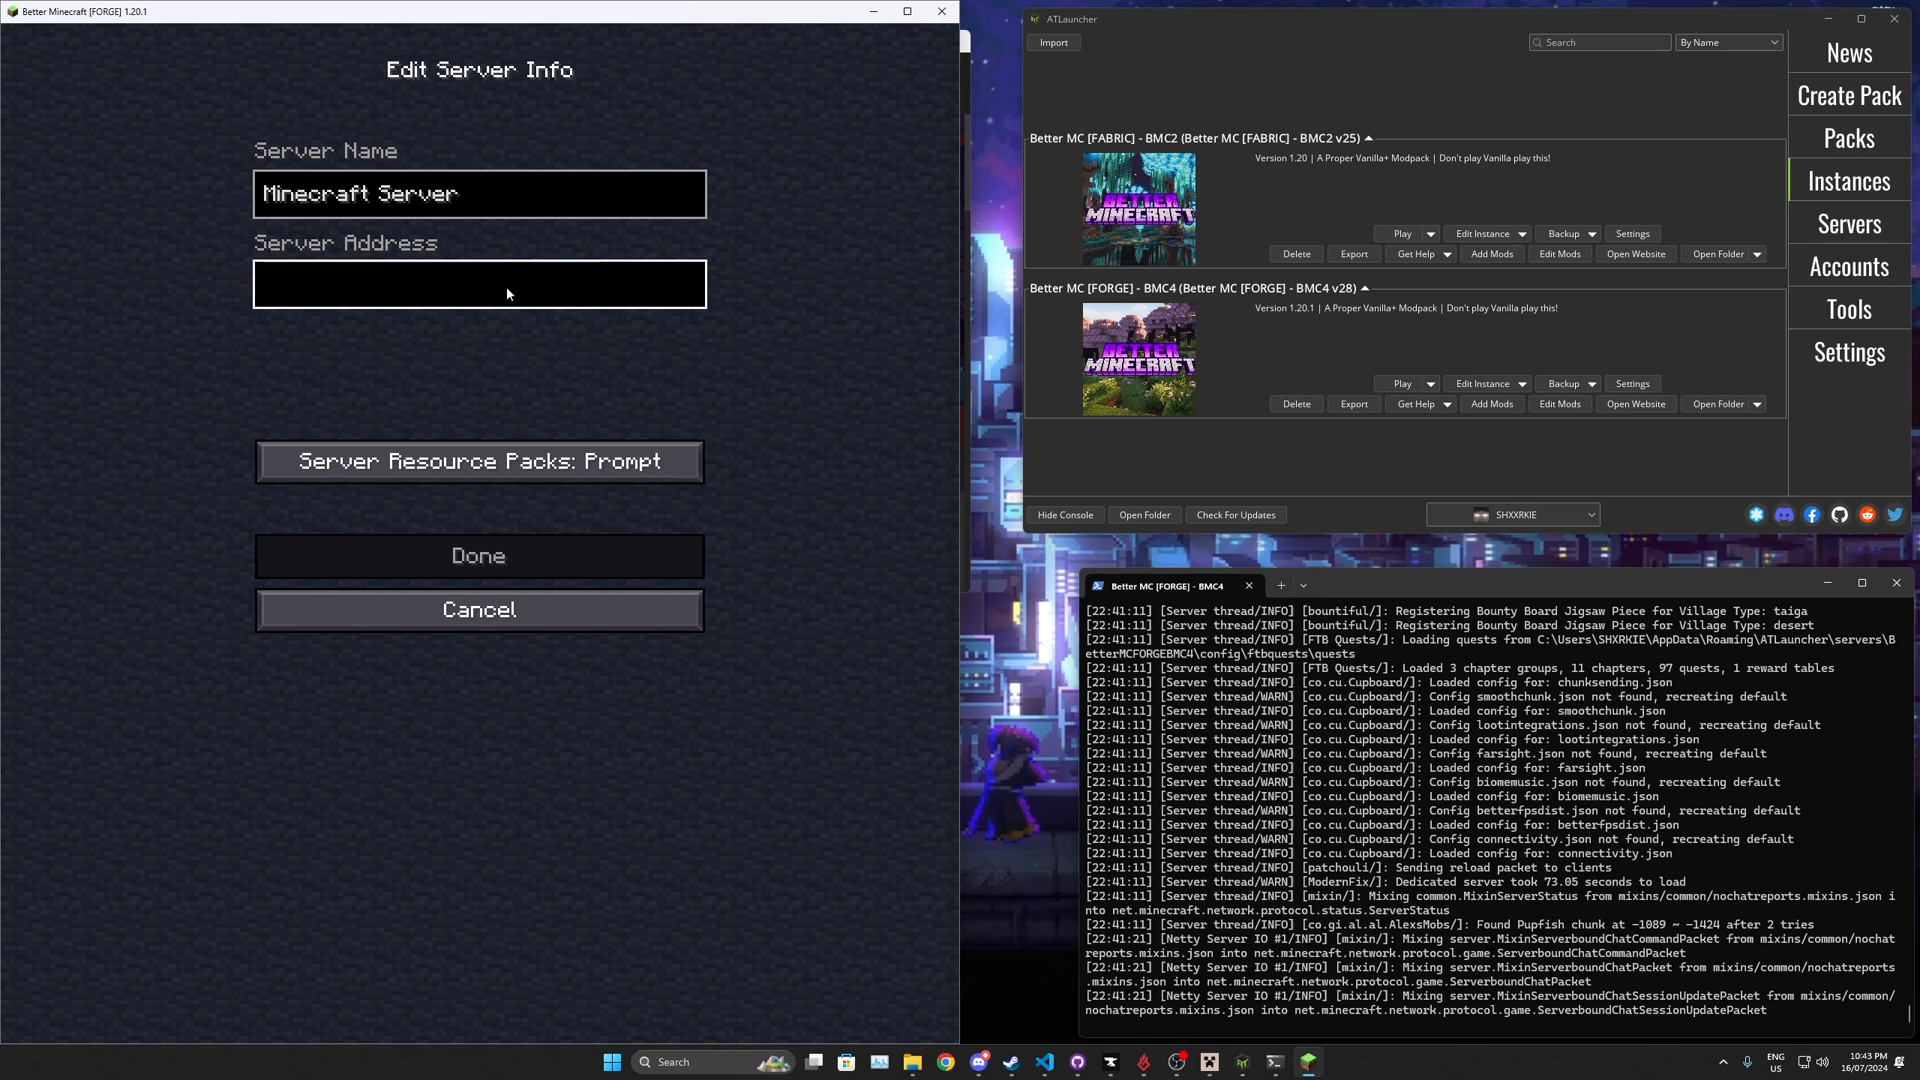 Better Minecraft [FORGE] 1.20.1
Edit Server Info
Server Name
Minecraft Server
Server Address
Server Resource Packs: Prompt
Done
Cancel
ATLauncher
Import
Search
By Name
Better MC [FABRIC] - BMC2 (Better MC [FABRIC] - BMC2 v25)
Version 1.20 | A Proper Vanilla+ Modpack | Don't play Vanilla play this!
BETTER
MINECRAFT
Play
Edit Instance
Backup
Settings
Delete
Export
Get Help
Add Mods
Edit Mods
Open Website
Open Folder
Better MC [FORGE] - BMC4 (Better MC [FORGE] - BMC4 v28)
Version 1.20.1 | A Proper Vanilla+ Modpack | Don't play Vanilla play this!
BETTER
MINECRAFT
Play
Edit Instance
Backup
Settings
Delete
Export
Get Help
Add Mods
Edit Mods
Open Website
Open Folder
News
Create Pack
Packs
Instances
Servers
Accounts
Tools
Settings
Hide Console
Open Folder
Check For Updates
SHXXRKIE
Better MC [FORGE] - BMC4
[22:41:11] [Server thread/INFO] [bountiful/]: Registering Bounty Board Jigsaw Piece for Village Type: taiga
[22:41:11] [Server thread/INFO] [bountiful/]: Registering Bounty Board Jigsaw Piece for Village Type: desert
[22:41:11] [Server thread/INFO] [FTB Quests/]: Loading quests from C:\Users\SHXRKIE\AppData\Roaming\ATLauncher\servers\B
etterMCFORGEBMC4\config\ftbquests\quests
[22:41:11] [Server thread/INFO] [FTB Quests/]: Loaded 3 chapter groups, 11 chapters, 97 quests, 1 reward tables
[22:41:11] [Server thread/INFO] [co.cu.Cupboard/]: Loaded config for: chunksending.json
[22:41:11] [Server thread/WARN] [co.cu.Cupboard/]: Config smoothchunk.json not found, recreating default
[22:41:11] [Server thread/INFO] [co.cu.Cupboard/]: Loaded config for: smoothchunk.json
[22:41:11] [Server thread/WARN] [co.cu.Cupboard/]: Config lootintegrations.json not found, recreating default
[22:41:11] [Server thread/INFO] [co.cu.Cupboard/]: Loaded config for: lootintegrations.json
[22:41:11] [Server thread/WARN] [co.cu.Cupboard/]: Config farsight.json not found, recreating default
[22:41:11] [Server thread/INFO] [co.cu.Cupboard/]: Loaded config for: farsight.json
[22:41:11] [Server thread/WARN] [co.cu.Cupboard/]: Config biomemusic.json not found, recreating default
[22:41:11] [Server thread/INFO] [co.cu.Cupboard/]: Loaded config for: biomemusic.json
[22:41:11] [Server thread/WARN] [co.cu.Cupboard/]: Config betterfpsdist.json not found, recreating default
[22:41:11] [Server thread/INFO] [co.cu.Cupboard/]: Loaded config for: betterfpsdist.json
[22:41:11] [Server thread/WARN] [co.cu.Cupboard/]: Config connectivity.json not found, recreating default
[22:41:11] [Server thread/INFO] [co.cu.Cupboard/]: Loaded config for: connectivity.json
[22:41:11] [Server thread/INFO] [patchouli/]: Sending reload packet to clients
[22:41:11] [Server thread/WARN] [ModernFix/]: Dedicated server took 73.05 seconds to load
[22:41:11] [Server thread/INFO] [mixin/]: Mixing common.MixinServerStatus from mixins/common/nochatreports.mixins.json i
nto net.minecraft.network.protocol.status.ServerStatus
[22:41:11] [Server thread/INFO] [co.gi.al.al.AlexsMobs/]: Found Pupfish chunk at -1089 ~ -1424 after 2 tries
[22:41:21] [Netty Server IO #1/INFO] [mixin/]: Mixing server.MixinServerboundChatCommandPacket from mixins/common/nochat
reports.mixins.json into net.minecraft.network.protocol.game.ServerboundChatCommandPacket
[22:41:21] [Netty Server IO #1/INFO] [mixin/]: Mixing server.MixinServerboundChatPacket from mixins/common/nochatreports
.mixins.json into net.minecraft.network.protocol.game.ServerboundChatPacket
[22:41:21] [Netty Server IO #1/INFO] [mixin/]: Mixing server.MixinServerboundChatSessionUpdatePacket from mixins/common/
nochatreports.mixins.json into net.minecraft.network.protocol.game.ServerboundChatSessionUpdatePacket
Search
ENG
US
10:43 PM
16/07/2024